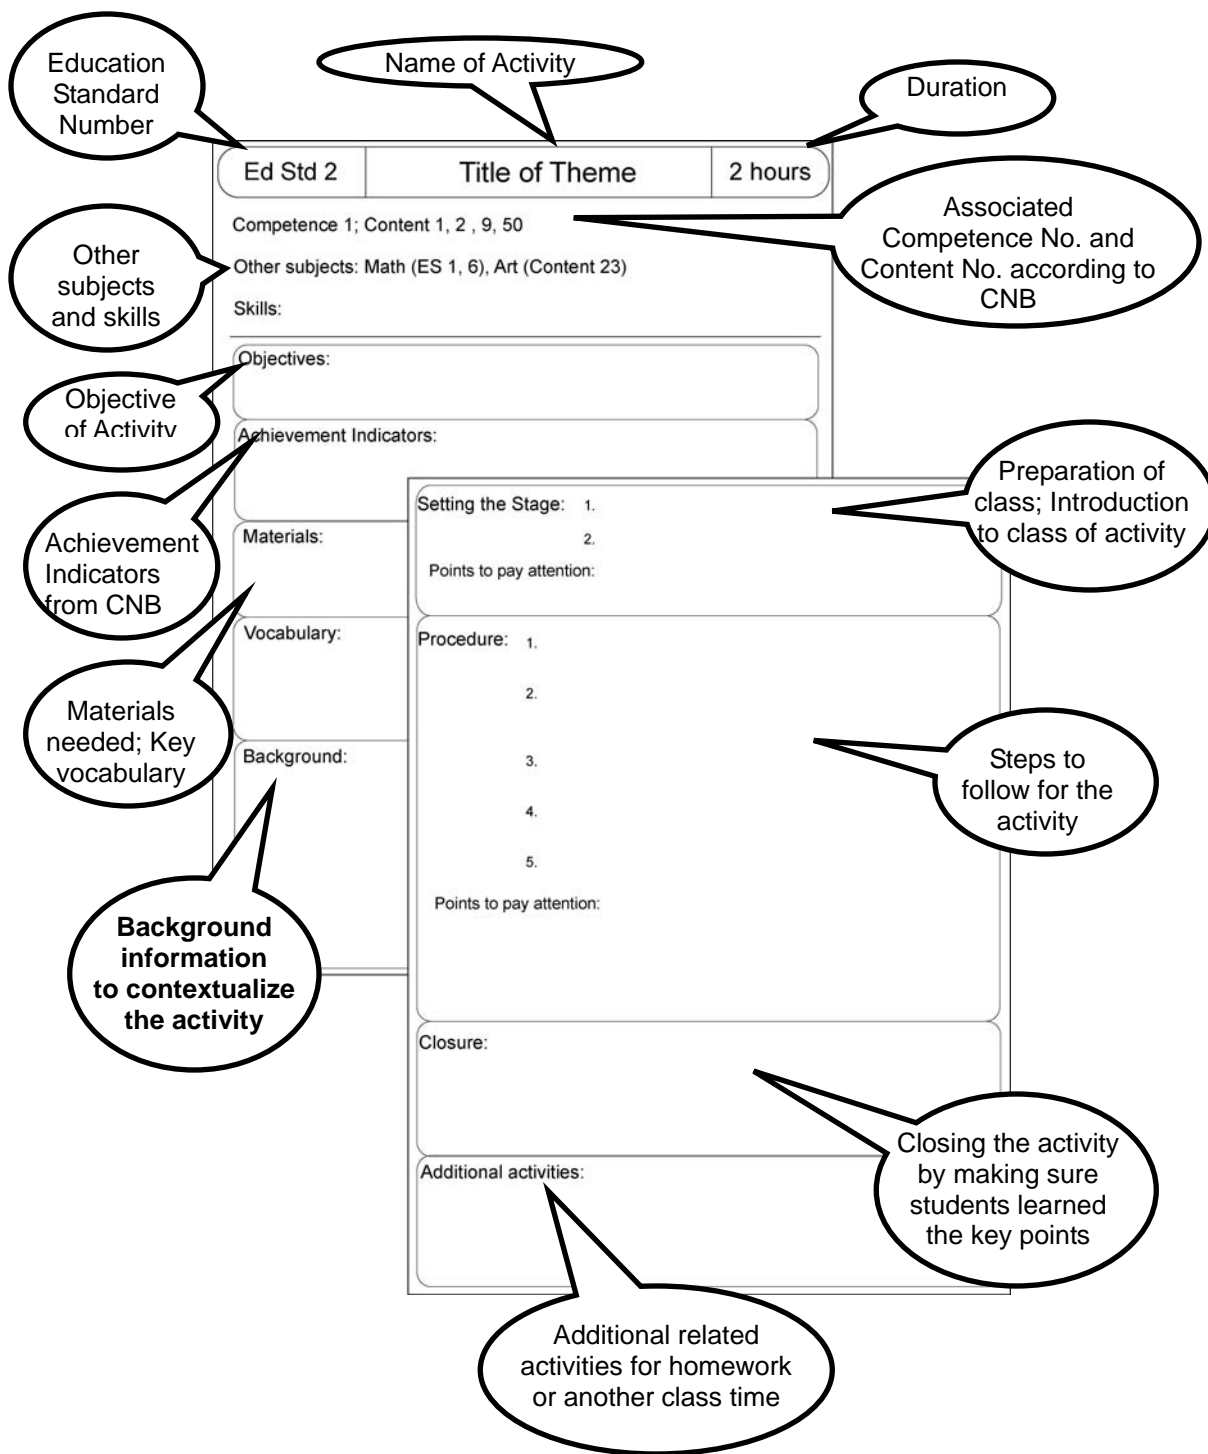 Education
Standard
Number
Name of Activity
Duration
Ed Std 2
Title of Theme
2 hours
Associated
Competence No. and
Content No. according to
CNB
Competence 1; Content 1, 2 , 9, 50
Other
subjects
and skills
Other subjects: Math (ES 1, 6), Art (Content 23)
Skills:
Objectives:
Objective
of Activity
Achievement Indicators:
Preparation of
class; Introduction
to class of activity
Setting the Stage: 1.
2.
Points to pay attention:
Achievement
Indicators
from CNB
Materials:
Vocabulary:
Procedure: 1.
2.
3.
4.
5.
Points to pay attention:
Materials
needed; Key
vocabulary
Background:
Steps to
follow for the
activity
Background
information
to contextualize
the activity
Closure:
Closing the activity
by making sure
students learned
the key points
Additional activities:
Additional related
activities for homework
or another class time